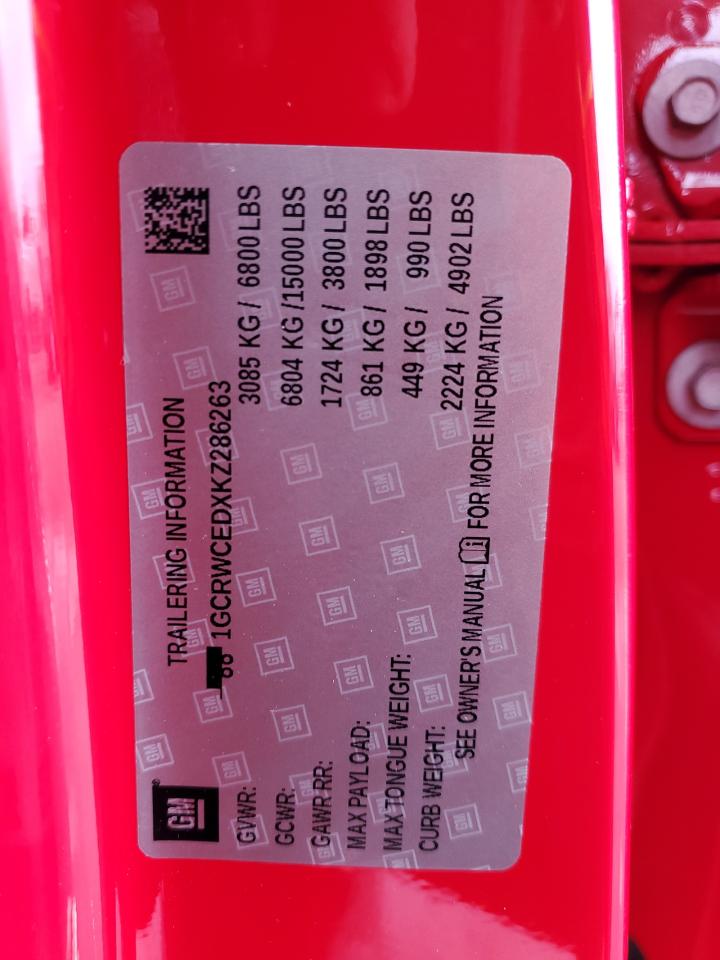 GM
TRAILERING INFORMATION
1GCRWCEDXKZ286263
GVWR: 3085 KG / 6800 LBS
GCWR: 6804 KG /15000 LBS
GAWR RR: 1724 KG / 3800 LBS
MAX PAYLOAD: 861 KG / 1898 LBS
MAX TONGUE WEIGHT: 449 KG / 990 LBS
CURB WEIGHT: 2224 KG / 4902 LBS
SEE OWNER'S MANUAL FOR MORE INFORMATION